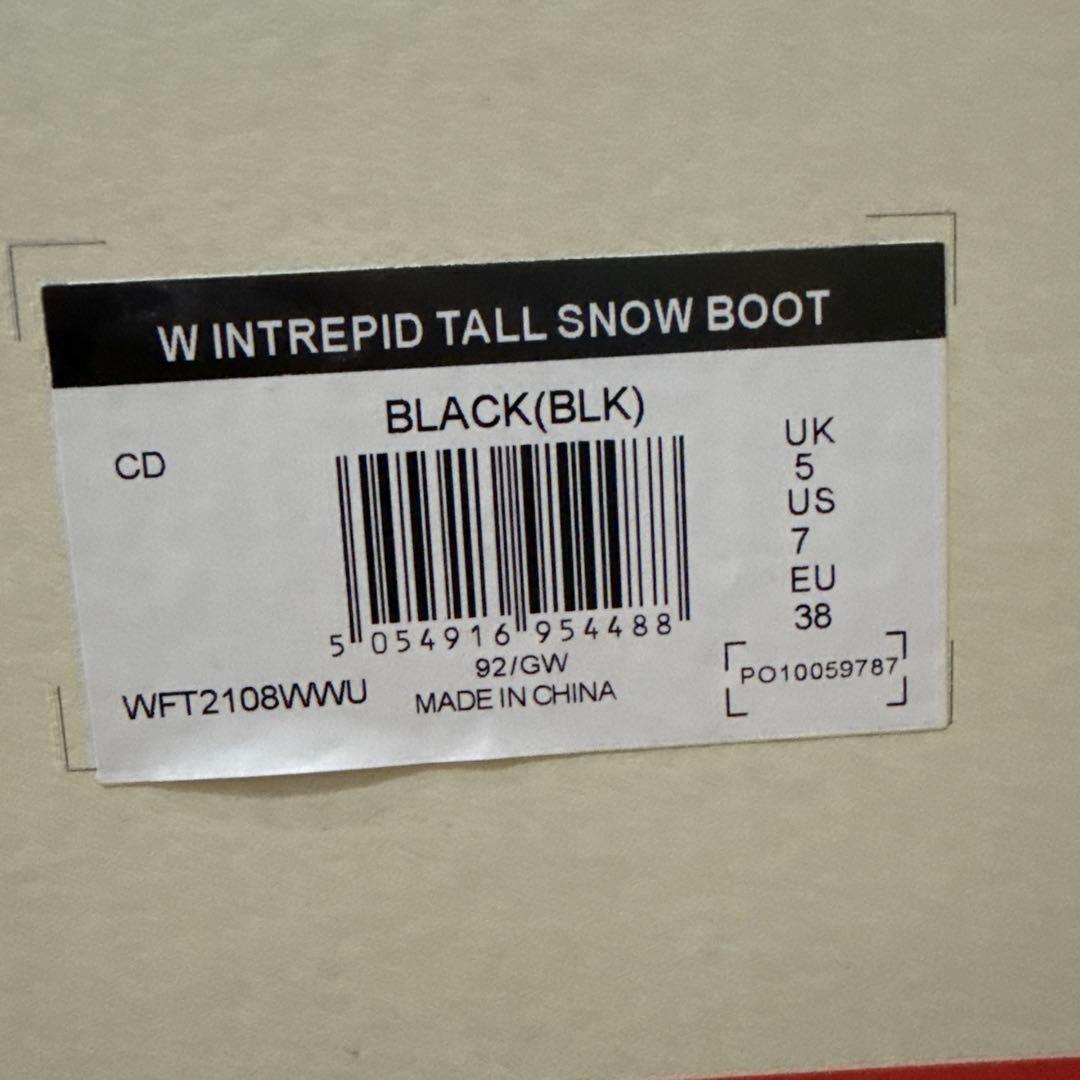 W INTREPID TALL SNOW BOOT
BLACK(BLK)
CD
UK
5
US
7
EU
38
5 054916 954488
92/GW
WFT2108WWU
MADE IN CHINA
PO10059787